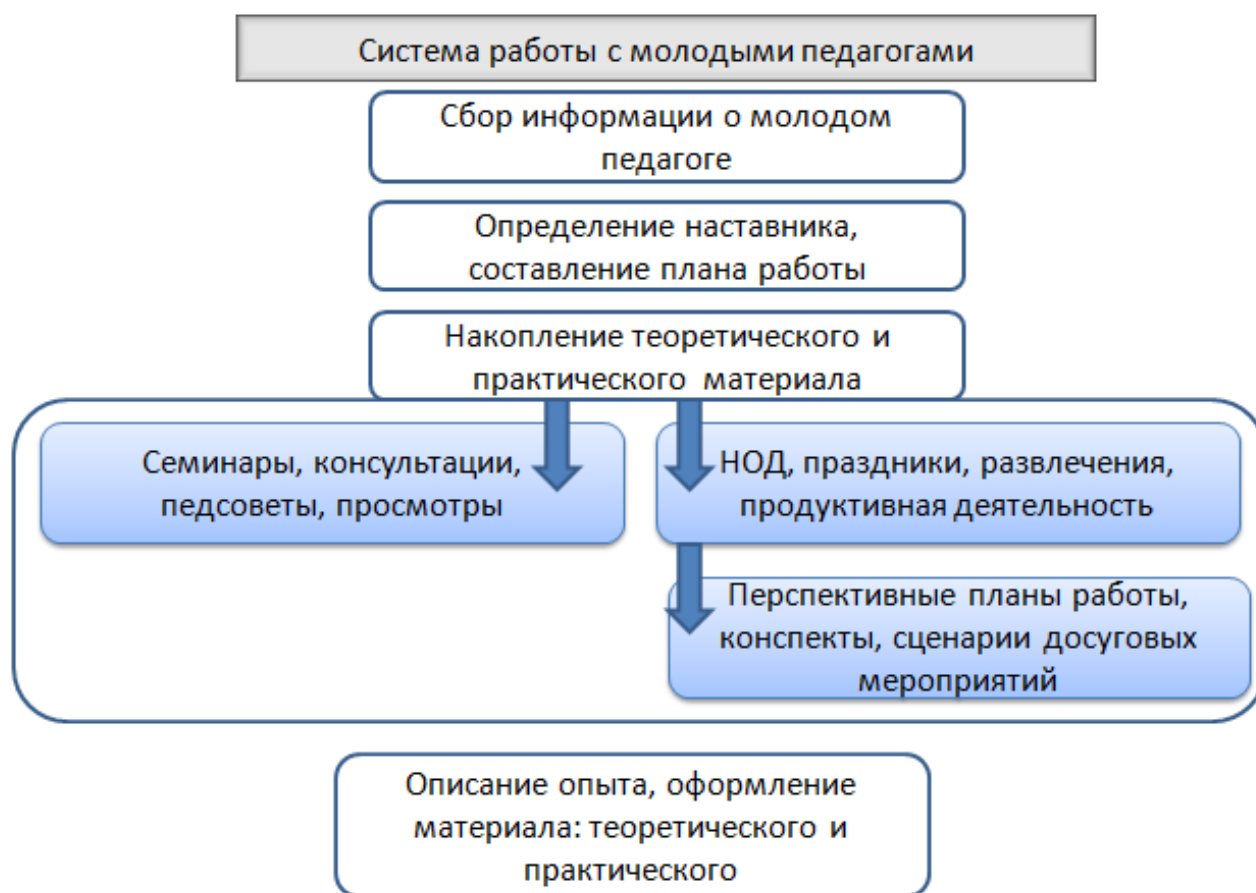 Система работы с молодыми педагогами
Сбор информации о молодом
педагоге
Определение наставника,
составление плана работы
Накопление теоретического и
практического материала
Семинары, консультации,
педсоветы, просмотры
НОД, праздники, развлечения,
продуктивная деятельность
Перспективные планы работы,
конспекты, сценарии досуговых
мероприятий
Описание опыта, оформление
материала: теоретического и
практического